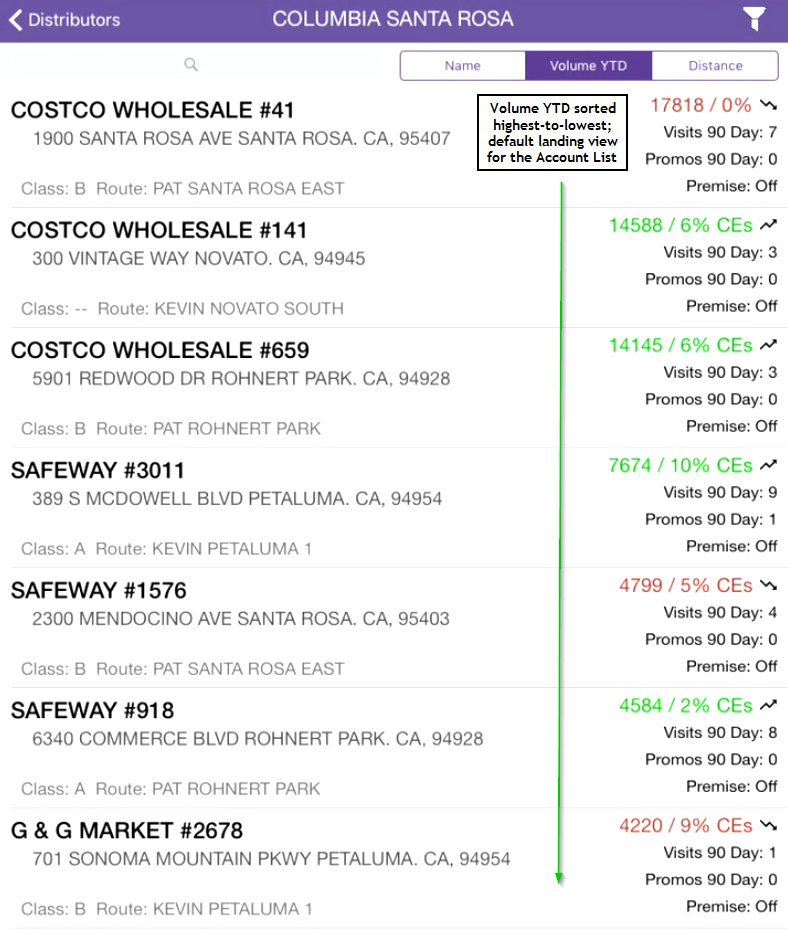 Distributors
COLUMBIA SANTA ROSA
Name
Volume YTD
Distance
Volume YTD sorted
highest-to-lowest;
default landing view
for the Account List
COSTCO WHOLESALE #41
17818 / 0%
1900 SANTA ROSA AVE SANTA ROSA. CA, 95407
Visits 90 Day: 7
Promos 90 Day: 0
Class: B Route: PAT SANTA ROSA EAST
Premise: Off
COSTCO WHOLESALE #141
14588 / 6% CEs
300 VINTAGE WAY NOVATO. CA, 94945
Visits 90 Day: 3
Promos 90 Day: 0
Class: -- Route: KEVIN NOVATO SOUTH
Premise: Off
COSTCO WHOLESALE #659
14145 / 6% CEs
5901 REDWOOD DR ROHNERT PARK. CA, 94928
Visits 90 Day: 3
Promos 90 Day: 0
Class: B Route: PAT ROHNERT PARK
Premise: Off
SAFEWAY #3011
7674 / 10% CEs
389 S MCDOWELL BLVD PETALUMA. CA, 94954
Visits 90 Day: 9
Promos 90 Day: 1
Class: A Route: KEVIN PETALUMA 1
Premise: Off
SAFEWAY #1576
4799 / 5% CEs
2300 MENDOCINO AVE SANTA ROSA. CA, 95403
Visits 90 Day: 4
Promos 90 Day: 0
Class: B Route: PAT SANTA ROSA EAST
Premise: Off
SAFEWAY #918
4584 / 2% CEs
6340 COMMERCE BLVD ROHNERT PARK. CA, 94928
Visits 90 Day: 8
Promos 90 Day: 0
Class: A Route: PAT ROHNERT PARK
Premise: Off
G & G MARKET #2678
4220 / 9% CEs
701 SONOMA MOUNTAIN PKWY PETALUMA. CA, 94954
Visits 90 Day: 1
Promos 90 Day: 0
Class: B Route: KEVIN PETALUMA 1
Premise: Off